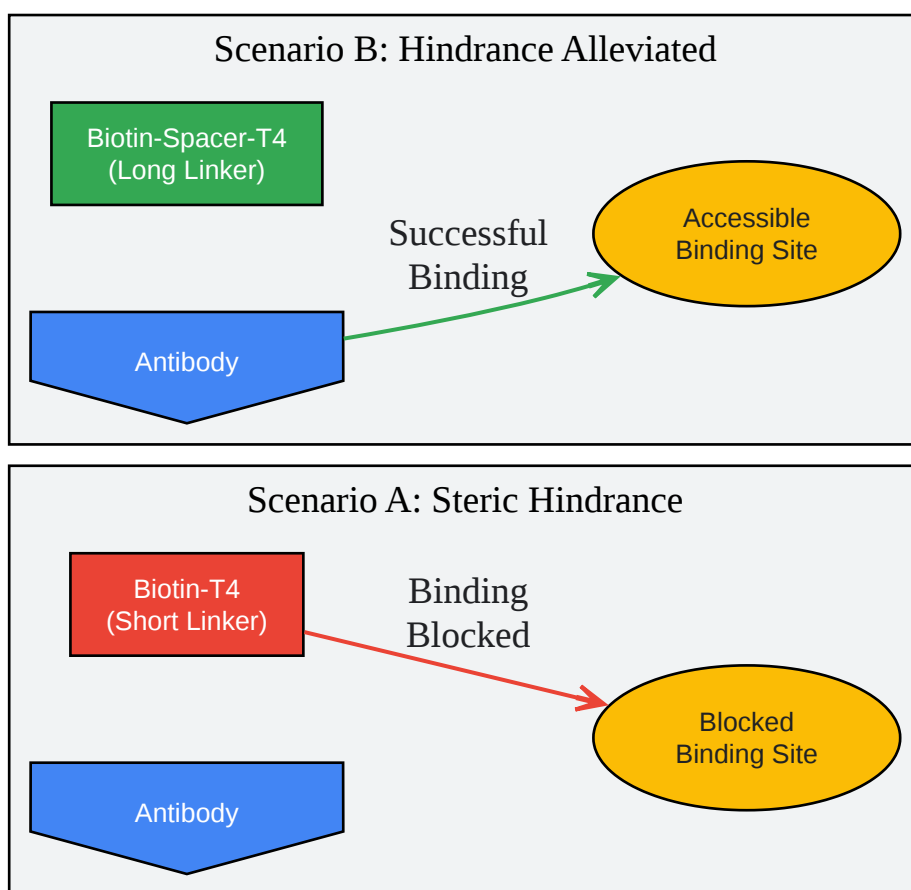 Scenario B: Hindrance Alleviated
Biotin-Spacer-T4
(Long Linker)
Successful
Binding
Accessible
Binding Site
Antibody
Scenario A: Steric Hindrance
Biotin-T4
(Short Linker)
Binding
Blocked
Blocked
Binding Site
Antibody